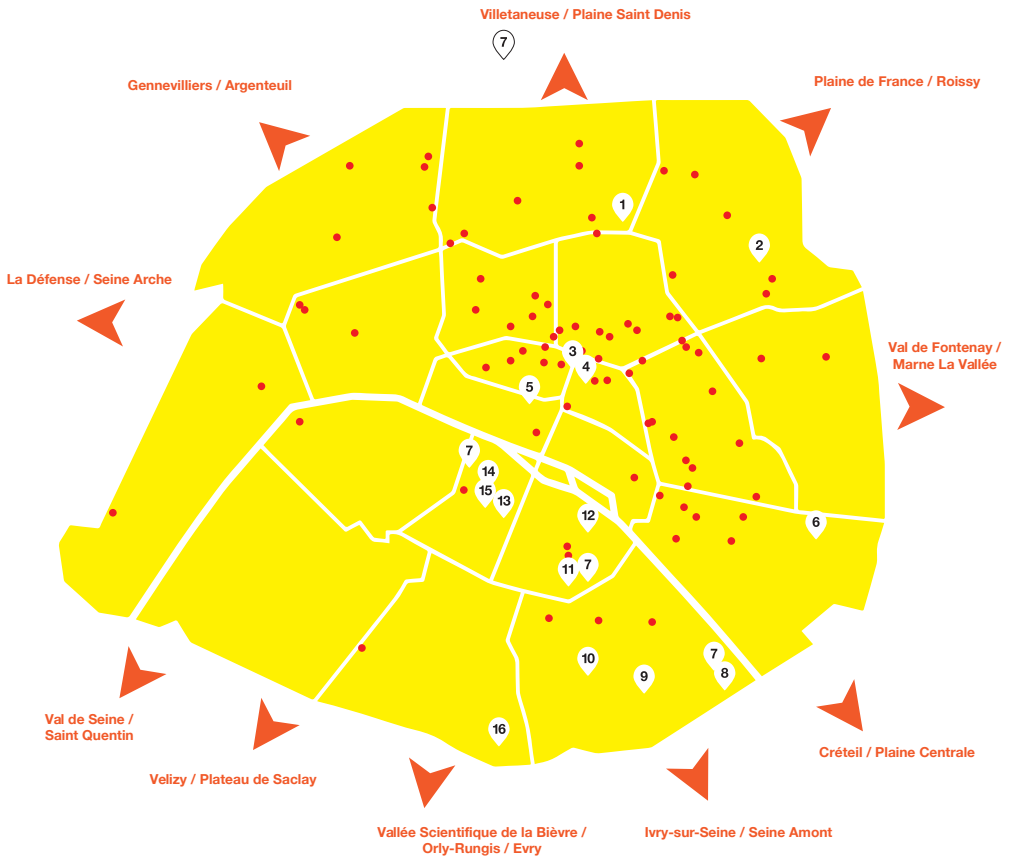 Villetaneuse / Plaine Saint Denis
7
Gennevilliers / Argenteuil
Plaine de France / Roissy
1
2
La Défense / Seine Arche
Val de Fontenay /
Marne La Vallée
3
4
5
7
14
15
13
12
6
11
7
10
9
7
8
16
Val de Seine /
Saint Quentin
Velizy / Plateau de Saclay
Créteil / Plaine Centrale
Vallée Scientifique de la Bièvre /
Orly-Rungis / Evry
Ivry-sur-Seine / Seine Amont